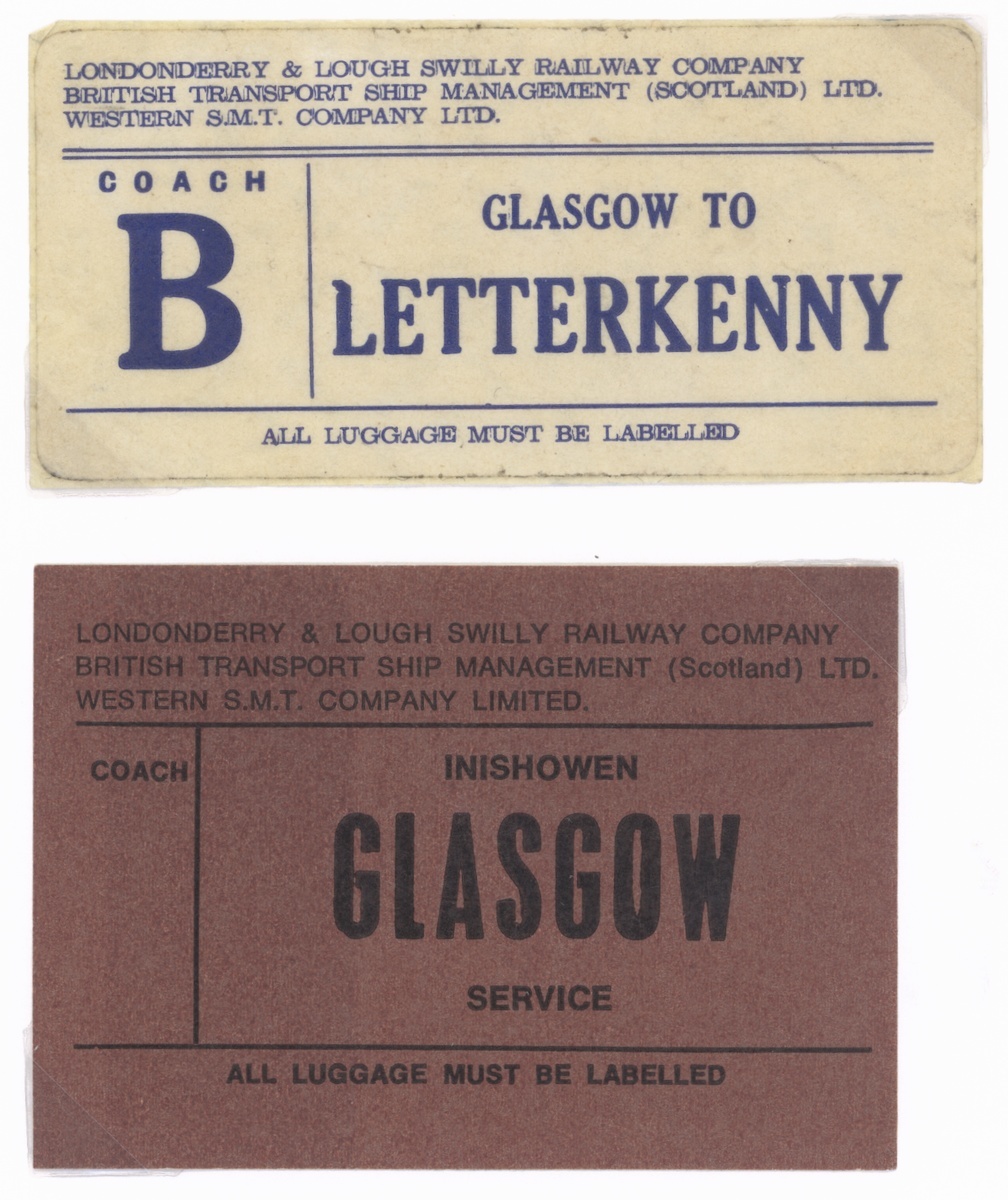 LONDONDERRY & LOUGH SWILLY RAILWAY COMPANY
BRITISH TRANSPORT SHIP MANAGEMENT (SCOTLAND) LTD.
WESTERN S.M.T. COMPANY LTD.
COACH
B
GLASGOW TO
LETTERKENNY
ALL LUGGAGE MUST BE LABELLED
LONDONDERRY & LOUGH SWILLY RAILWAY COMPANY
BRITISH TRANSPORT SHIP MANAGEMENT (Scotland) LTD.
WESTERN S.M.T. COMPANY LIMITED.
COACH
INISHOWEN
GLASGOW
SERVICE
ALL LUGGAGE MUST BE LABELLED